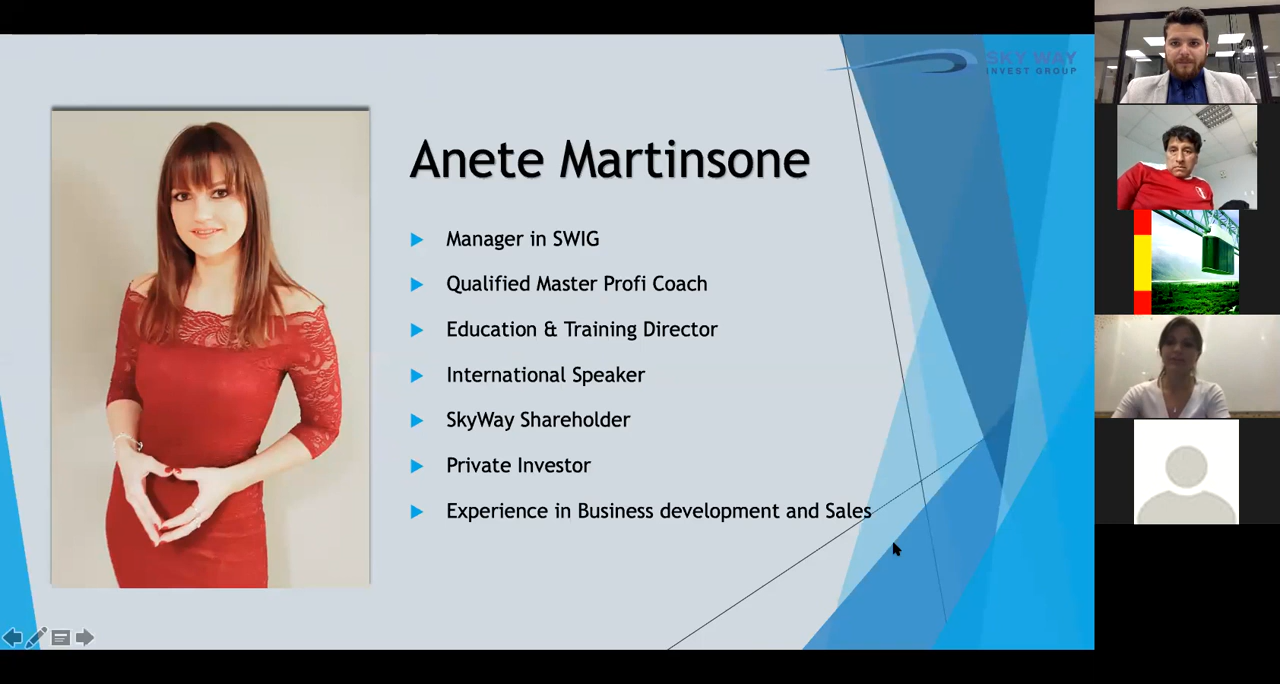 SKY WAY
INVEST GROUP
Anete Martinsone
Manager in SWIG
Qualified Master Profi Coach
Education & Training Director
International Speaker
SkyWay Shareholder
Private Investor
Experience in Business development and Sales